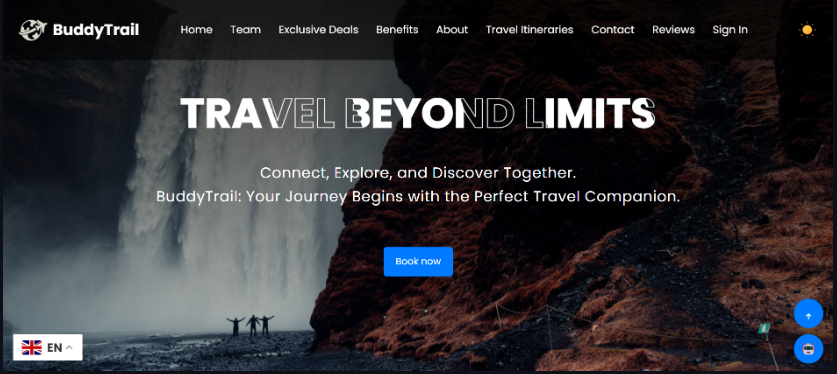 BuddyTrail
Home Team Exclusive Deals Benefits About Travel Itineraries Contact Reviews Sign In
TRAVEL BEYOND LIMITS
Connect, Explore, and Discover Together.
BuddyTrail: Your Journey Begins with the Perfect Travel Companion.
Book now
EN